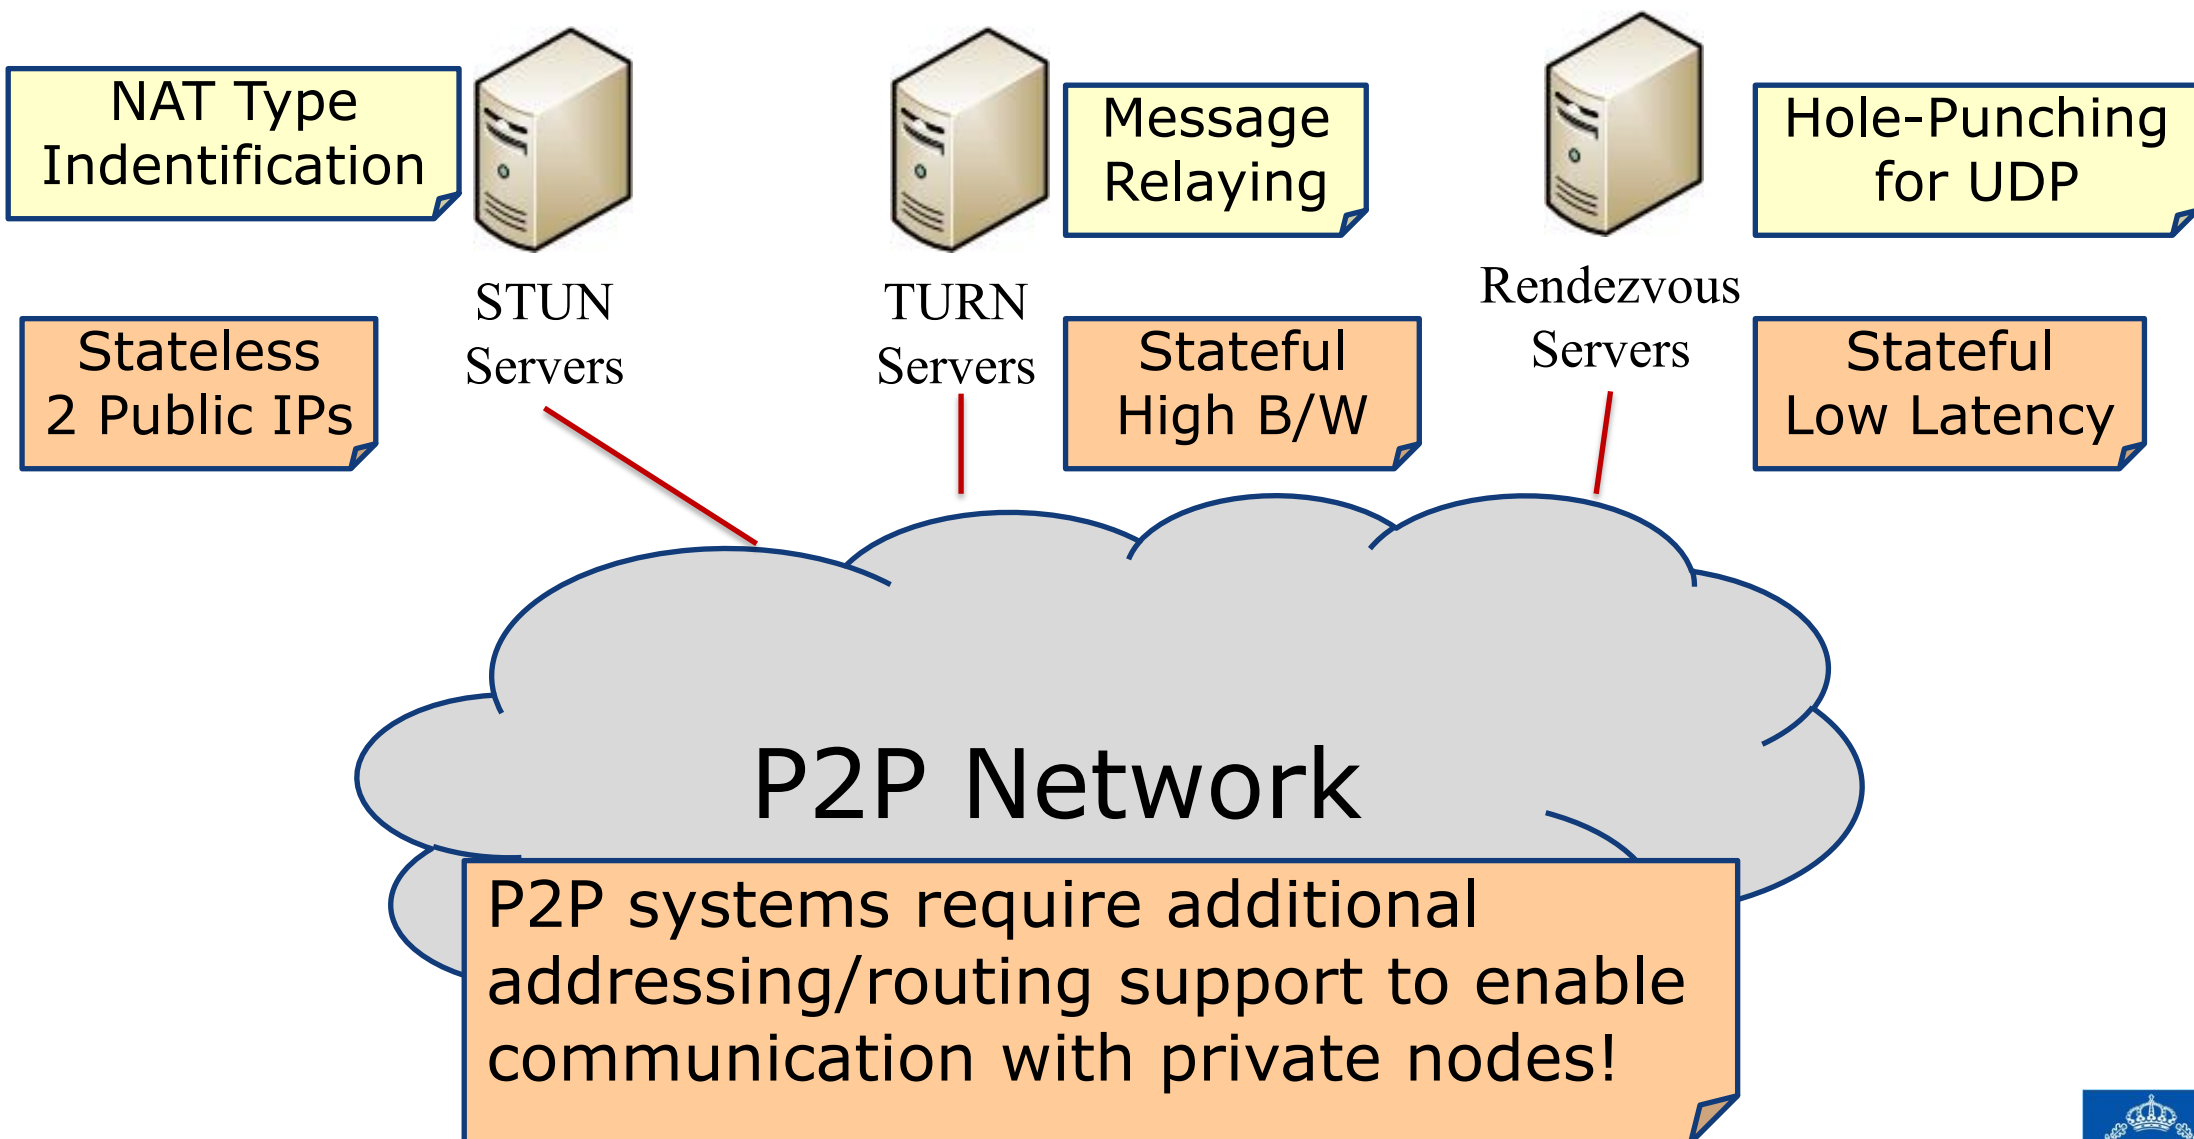 NAT Type
Indentification
Message
Relaying
Hole-Punching
for UDP
STUN
Servers
TURN
Servers
Rendezvous
Servers
Stateless
2 Public IPs
Stateful
High B/W
Stateful
Low Latency
P2P Network
P2P systems require additional
addressing/routing support to enable
communication with private nodes!